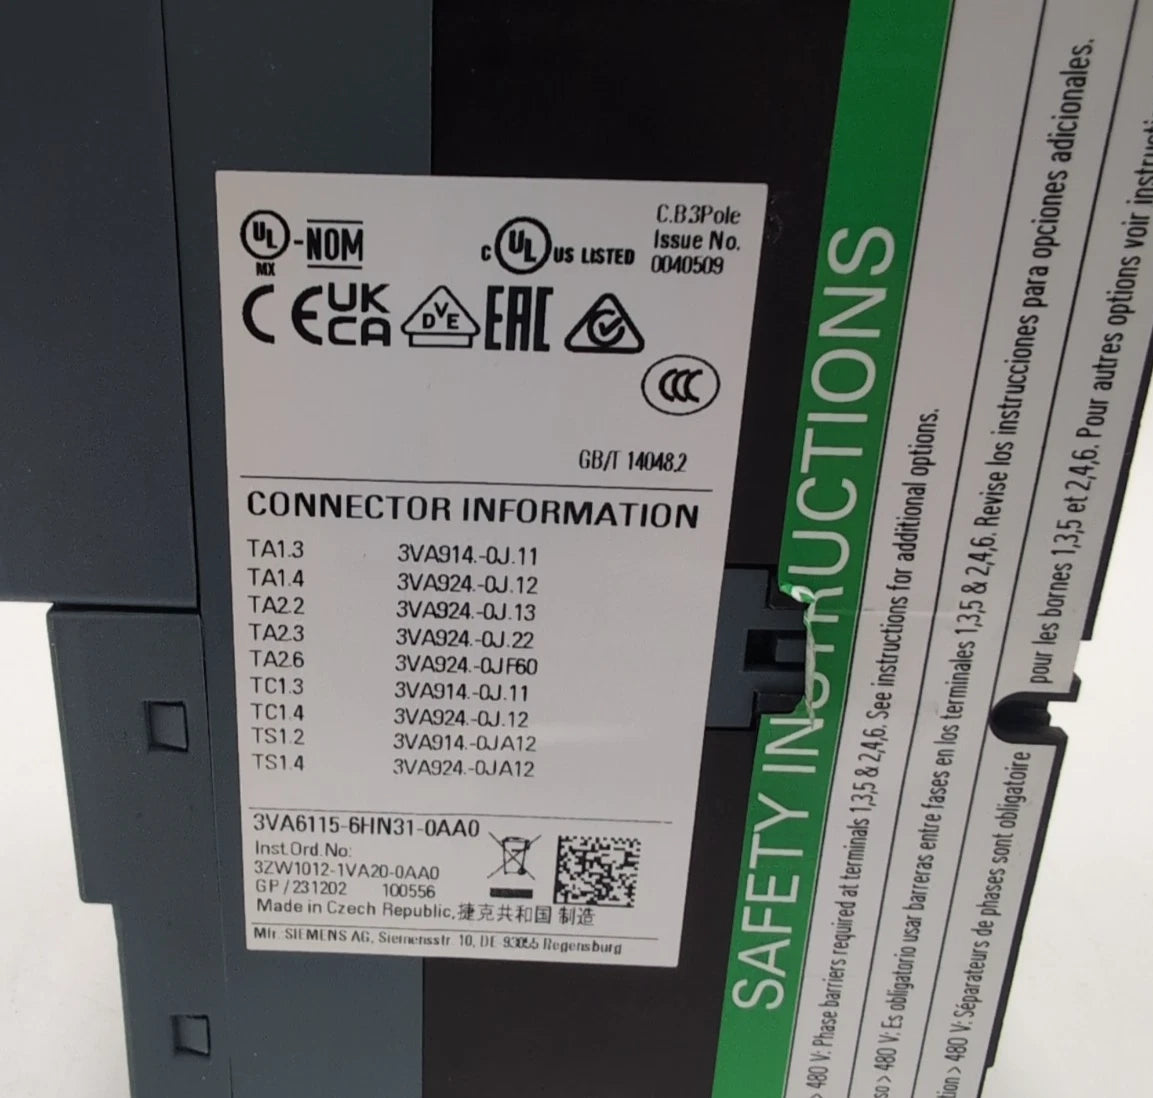 UL MX -NOM
C UL US LISTED
C.B.3Pole
Issue No.
0040509
CE UK CA VDE EAC
CCC
GB/T 14048.2
CONNECTOR INFORMATION
TA1.3 3VA914.-0J.11
TA1.4 3VA924.-0J.12
TA2.2 3VA924.-0J.13
TA2.3 3VA924.-0J.22
TA2.6 3VA924.-0JF60
TC1.3 3VA914.-0J.11
TC1.4 3VA924.-0J.12
TS1.2 3VA914.-0JA12
TS1.4 3VA924.-0JA12
3VA6115-6HN31-0AA0
Inst.Ord.No:
3ZW1012-1VA20-0AA0
GP/231202 100556
Made in Czech Republic,捷克共和国 制造
Mfr. SIEMENS AG, Siemensstr. 10, DE-93055 Regensburg
SAFETY INSTRUCTIONS
> 480 V: Phase barriers required at terminals 1,3,5 & 2,4,6. See instructions for additional options.
> 480 V: Es obligatorio usar barreras entre fases en los terminales 1,3,5 & 2,4,6. Revise los instrucciones para opciones adicionales.
> 480 V: Séparateurs de phases sont obligatoire pour les bornes 1,3,5 et 2,4,6. Pour autres options voir